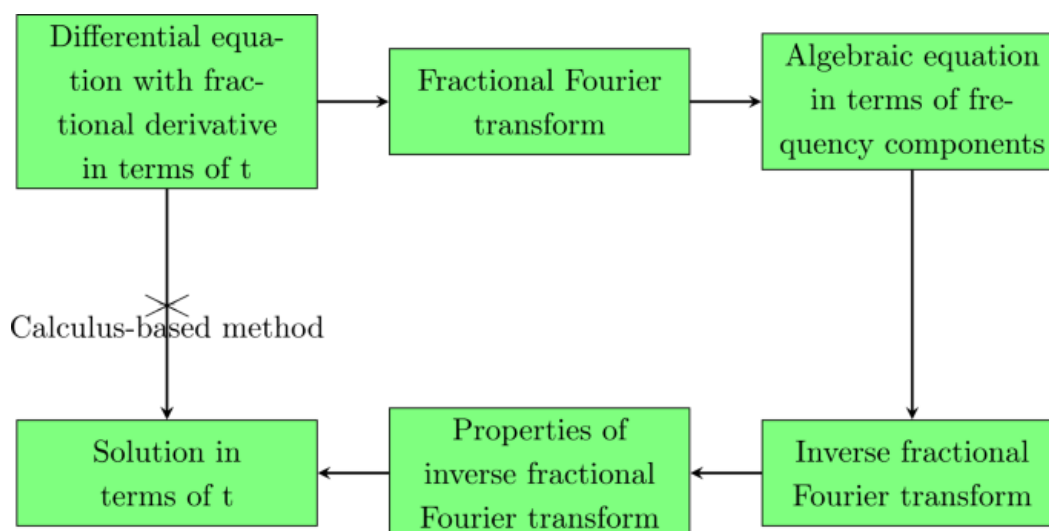 Differential equa-
tion with frac-
tional derivative
in terms of t
Fractional Fourier
transform
Algebraic equation
in terms of fre-
quency components
Calculus-based method
Solution in
terms of t
Properties of
inverse fractional
Fourier transform
Inverse fractional
Fourier transform